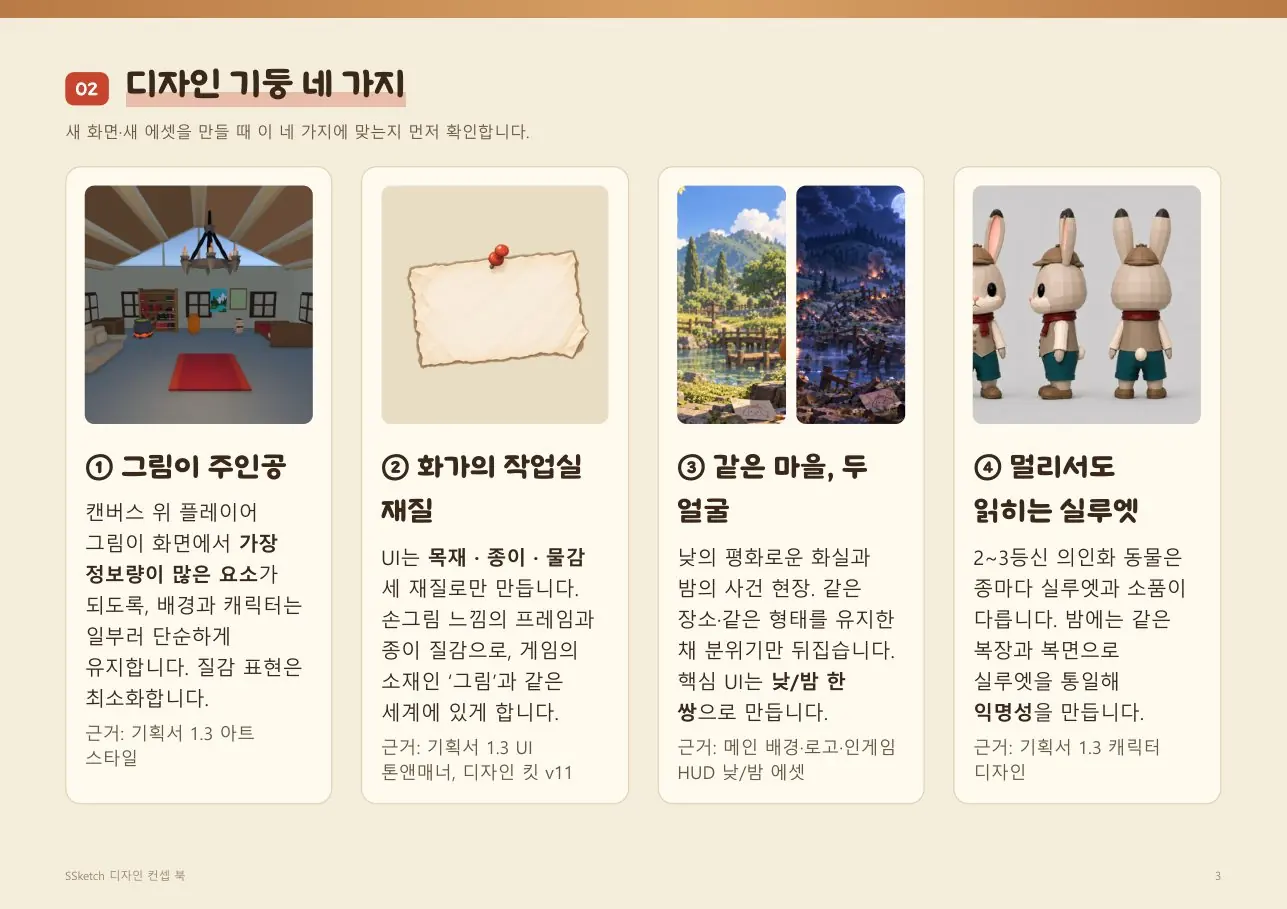 02 디자인 기둥 네 가지
새 화면·새 에셋을 만들 때 이 네 가지에 맞는지 먼저 확인합니다.
① 그림이 주인공
캔버스 위 플레이어
그림이 화면에서 가장
정보량이 많은 요소가
되도록, 배경과 캐릭터는
일부러 단순하게
유지합니다. 질감 표현은
최소화합니다.
근거: 기획서 1.3 아트
스타일
② 화가의 작업실
재질
UI는 목재 · 종이 · 물감
세 재질로만 만듭니다.
손그림 느낌의 프레임과
종이 질감으로, 게임의
소재인 ‘그림’과 같은
세계에 있게 합니다.
근거: 기획서 1.3 UI
톤앤매너, 디자인 킷 v11
③ 같은 마을, 두
얼굴
낮의 평화로운 화실과
밤의 사건 현장. 같은
장소·같은 형태를 유지한
채 분위기만 뒤집습니다.
핵심 UI는 낮/밤 한
쌍으로 만듭니다.
근거: 메인 배경·로고·인게임
HUD 낮/밤 에셋
④ 멀리서도
읽히는 실루엣
2~3등신 의인화 동물은
종마다 실루엣과 소품이
다릅니다. 밤에는 같은
복장과 복면으로
실루엣을 통일해
익명성을 만듭니다.
근거: 기획서 1.3 캐릭터
디자인
SSketch 디자인 컨셉 북
3